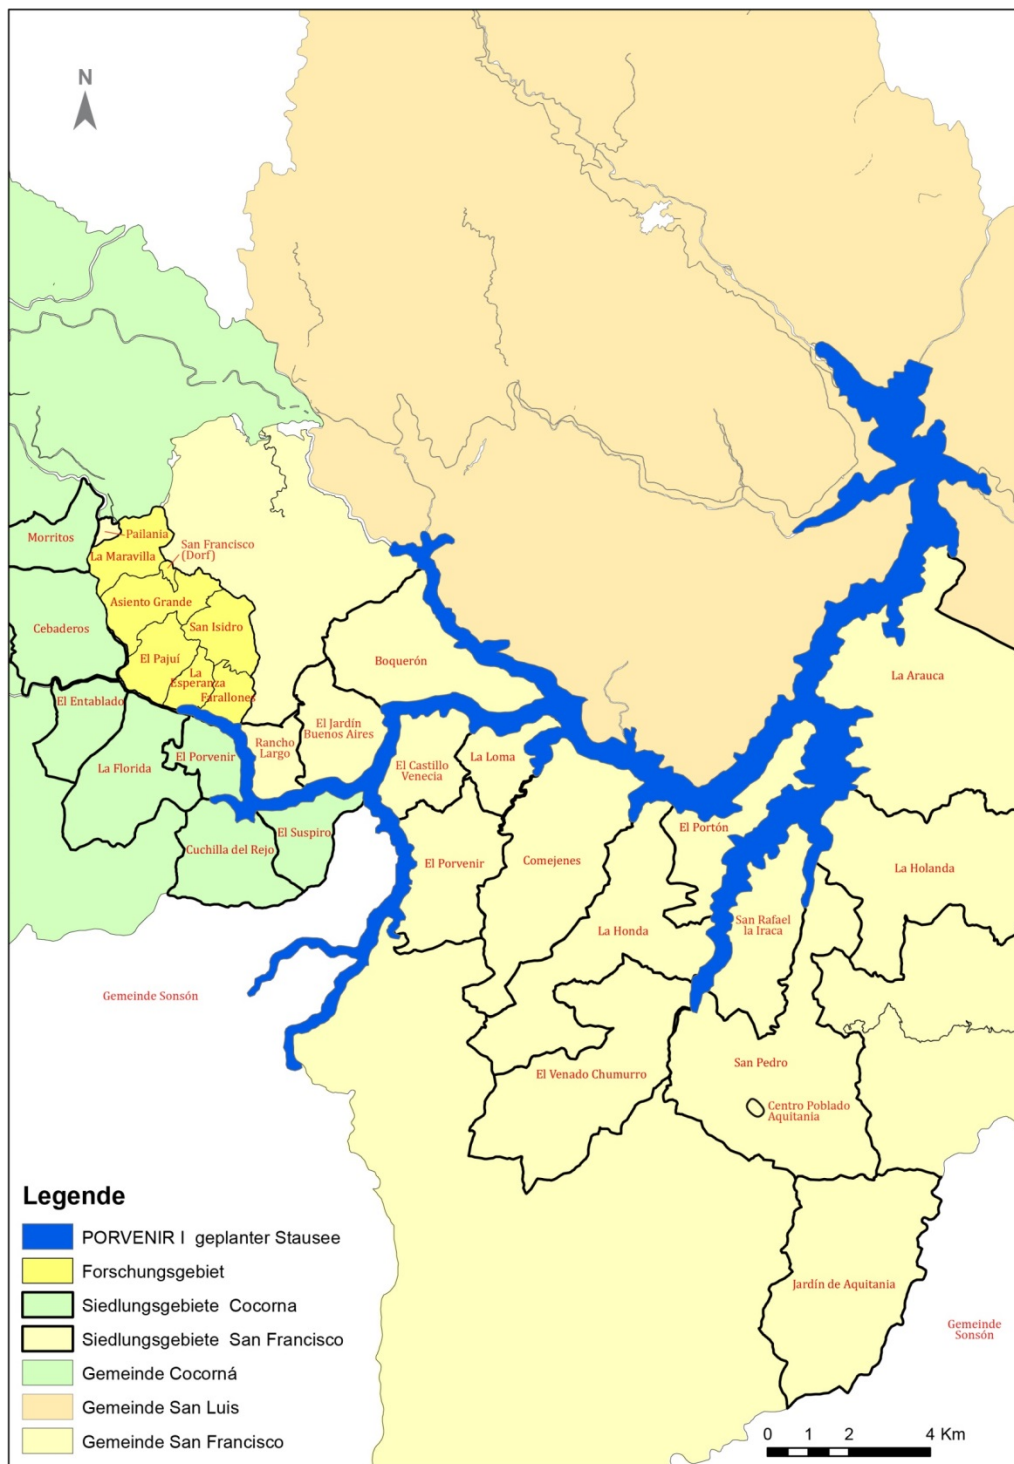 N
Morritos
Pailania
La Maravilla
San Francisco
(Dorf)
Asiento Grande
Cebaderos
San Isidro
El Pajuí
La
Esperanza
Farallones
Boquerón
La Arauca
El Entablado
El Jardín
Buenos Aires
Rancho
Largo
El Porvenir
La Florida
El Castillo
Venecia
La Loma
El Portón
El Suspiro
Cuchilla del Rejo
El Porvenir
Comejenes
La Holanda
San Rafael
la Iraca
La Honda
Gemeinde Sonsón
San Pedro
El Venado Chumurro
Centro Poblado
Aquitania
Jardín de Aquitania
Gemeinde
Sonsón
Legende
PORVENIR I geplanter Stausee
Forschungsgebiet
Siedlungsgebiete Cocorna
Siedlungsgebiete San Francisco
Gemeinde Cocorná
Gemeinde San Luis
Gemeinde San Francisco
0 1 2 4 Km